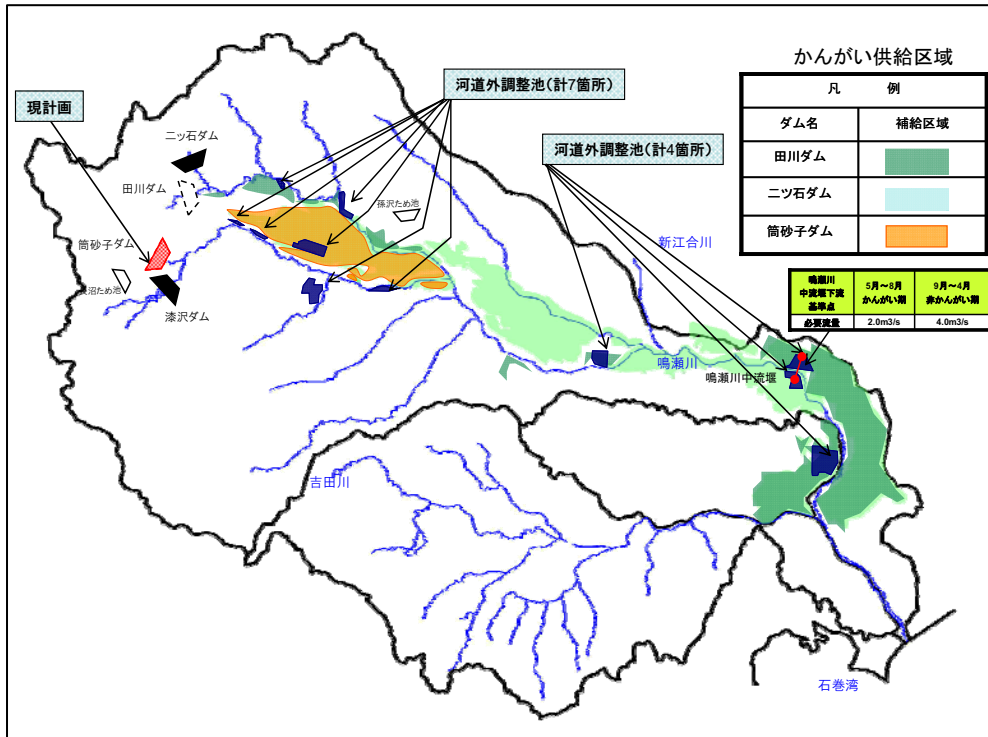 かんがい供給区域
凡　例
ダム名　補給区域
田川ダム
二ツ石ダム
筒砂子ダム
河道外調整池(計7箇所)
現計画
河道外調整池(計4箇所)
二ッ石ダム
田川ダム
孫沢ため池
筒砂子ダム
沼ため池
漆沢ダム
新江合川
鳴瀬川
中流堰下流
基準点
5月～8月
かんがい期
9月～4月
非かんがい期
必要流量　2.0m3/s　4.0m3/s
鳴瀬川
鳴瀬川中流堰
吉田川
石巻湾